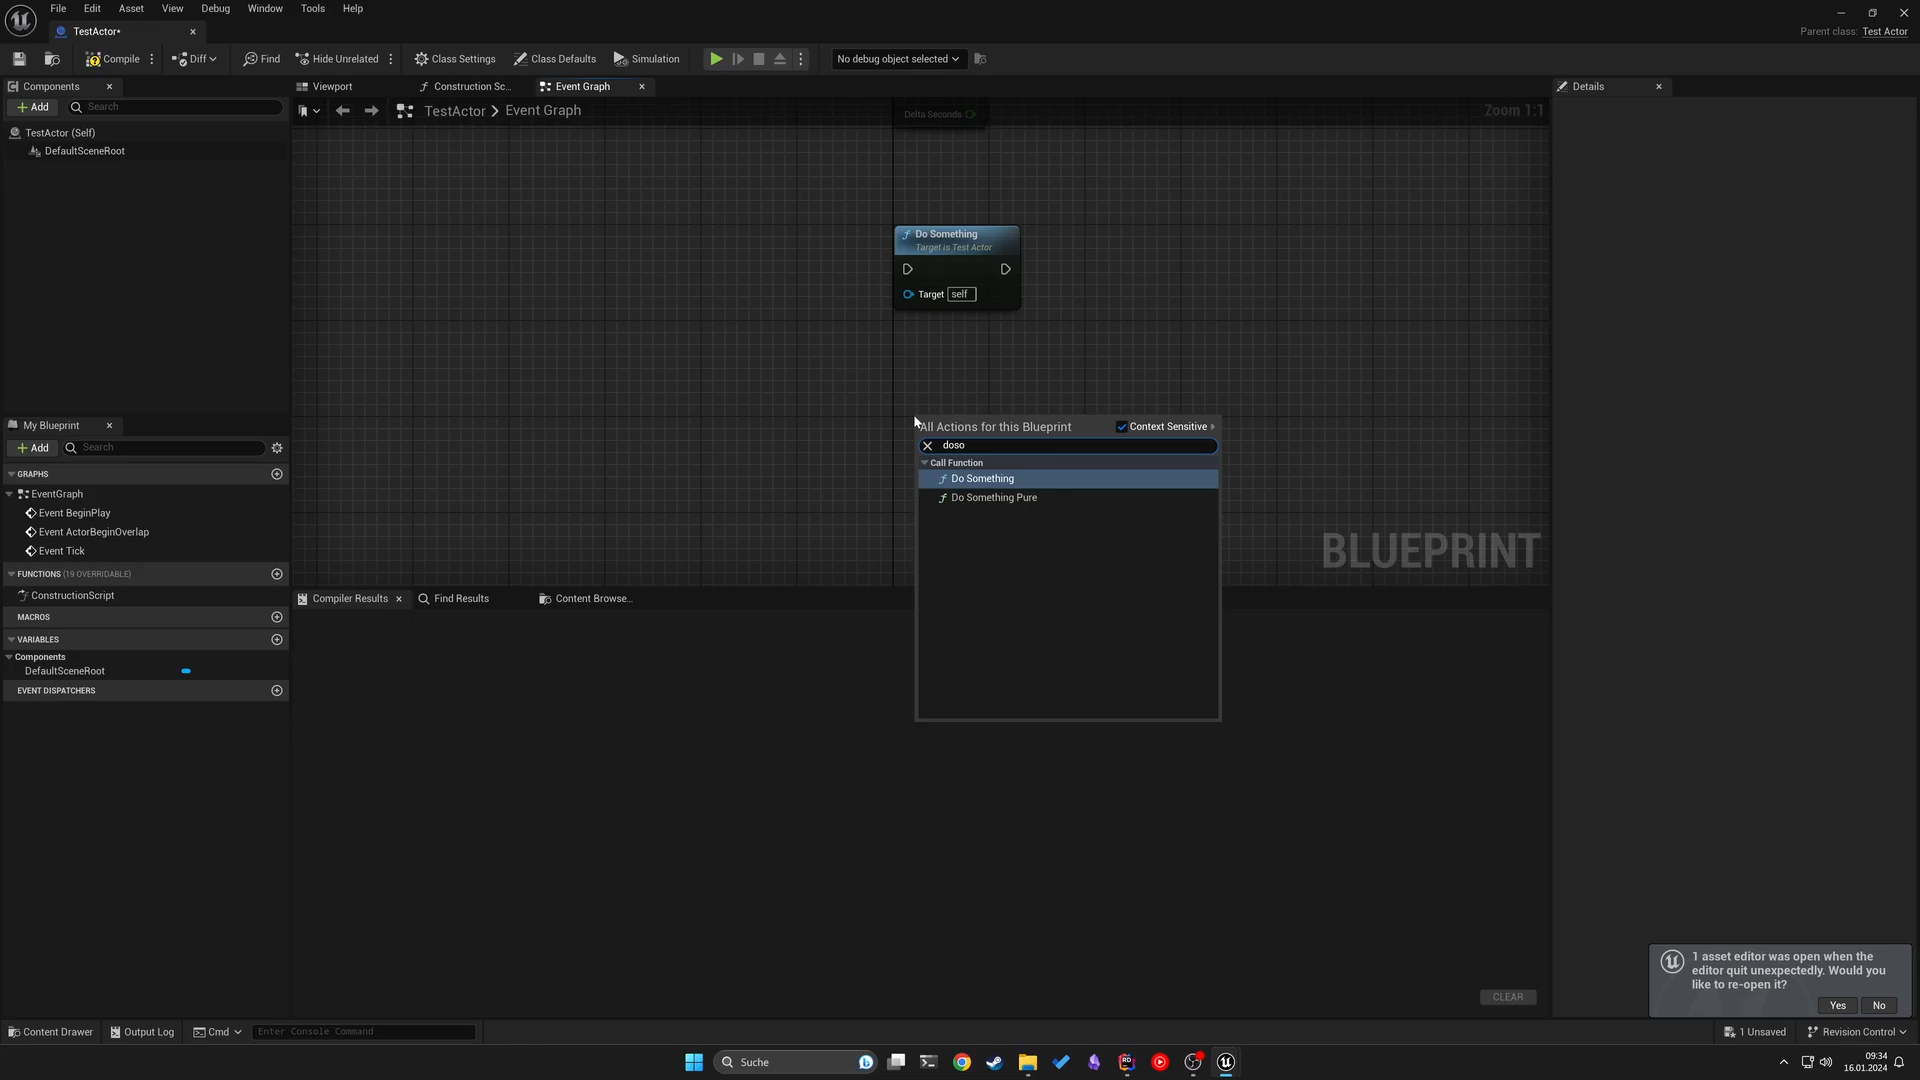 File Edit Asset View Debug Window Tools Help
TestActor*
Parent class: Test Actor
Compile Diff Find Hide Unrelated Class Settings Class Defaults Simulation No debug object selected
Components Viewport Construction Sc... Event Graph Details
Add Search
TestActor > Event Graph
Zoom 1:1
Delta Seconds
TestActor (Self)
DefaultSceneRoot
Do Something
Target is Test Actor
Target self
My Blueprint
Add Search
All Actions for this Blueprint Context Sensitive
doso
Call Function
Do Something
Do Something Pure
GRAPHS
EventGraph
Event BeginPlay
Event ActorBeginOverlap
Event Tick
FUNCTIONS (19 OVERRIDABLE)
ConstructionScript
MACROS
VARIABLES
Components
DefaultSceneRoot
EVENT DISPATCHERS
BLUEPRINT
Compiler Results Find Results Content Browse...
CLEAR
1 asset editor was open when the
editor quit unexpectedly. Would you
like to re-open it?
Yes No
Content Drawer Output Log Cmd Enter Console Command 1 Unsaved Revision Control
Suche
RD
09:34
16.01.2024